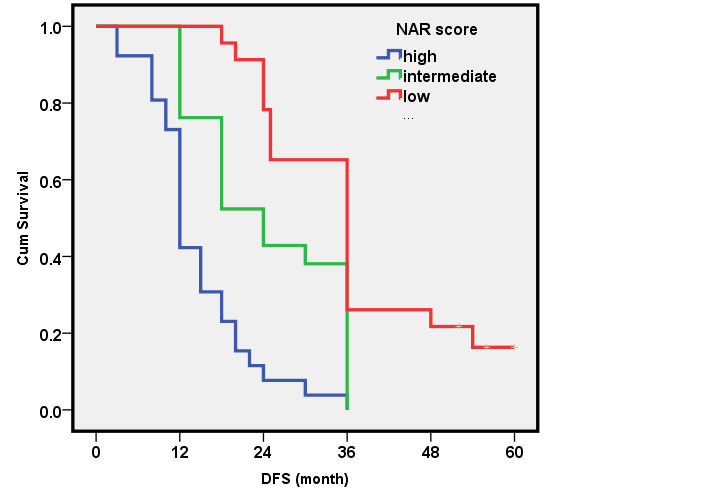 NAR score
high
intermediate
low
...
1.0
0.8
0.6
0.4
0.2
0.0
Cum Survival
0 12 24 36 48 60
DFS (month)